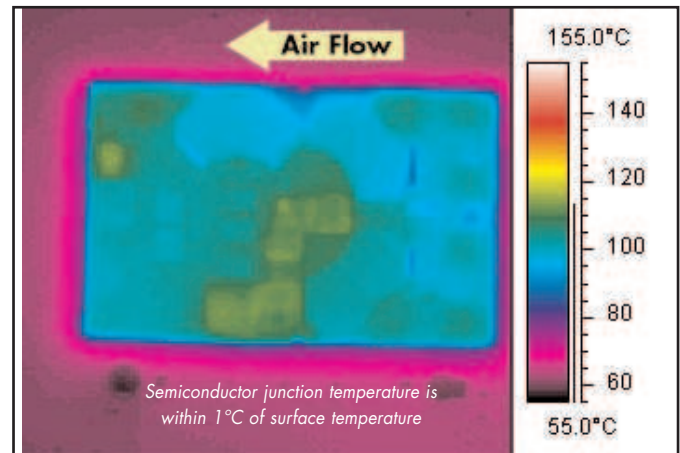 Air Flow
155.0°C
140
120
100
80
60
55.0°C
Semiconductor junction temperature is
within 1°C of surface temperature